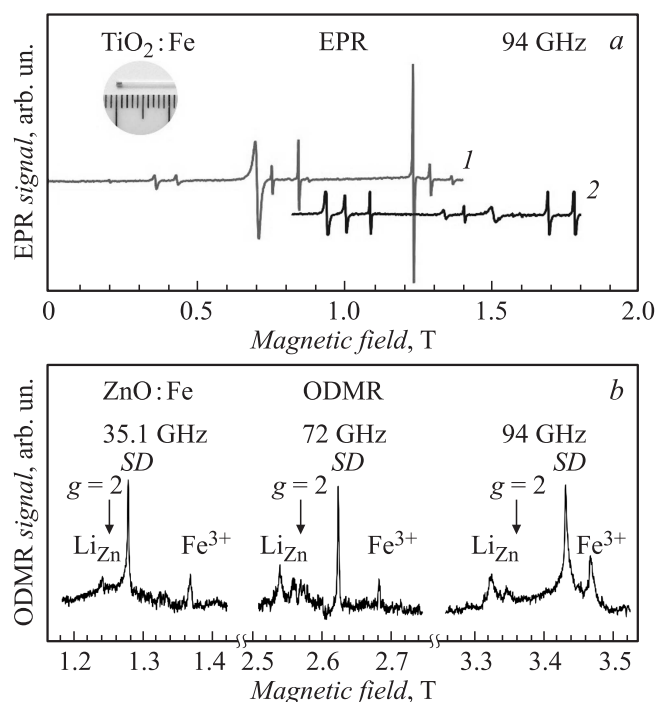 TiO₂ : Fe EPR 94 GHz a
EPR signal, arb. un.
1
2
0 0.5 1.0 1.5 2.0
Magnetic field, T
ZnO : Fe ODMR b
35.1 GHz 72 GHz 94 GHz
SD SD SD
g = 2 g = 2 g = 2
Li_Zn Fe³⁺ Li_Zn Fe³⁺ Li_Zn Fe³⁺
ODMR signal, arb. un.
1.2 1.3 1.4 2.5 2.6 2.7 3.3 3.4 3.5
Magnetic field, T